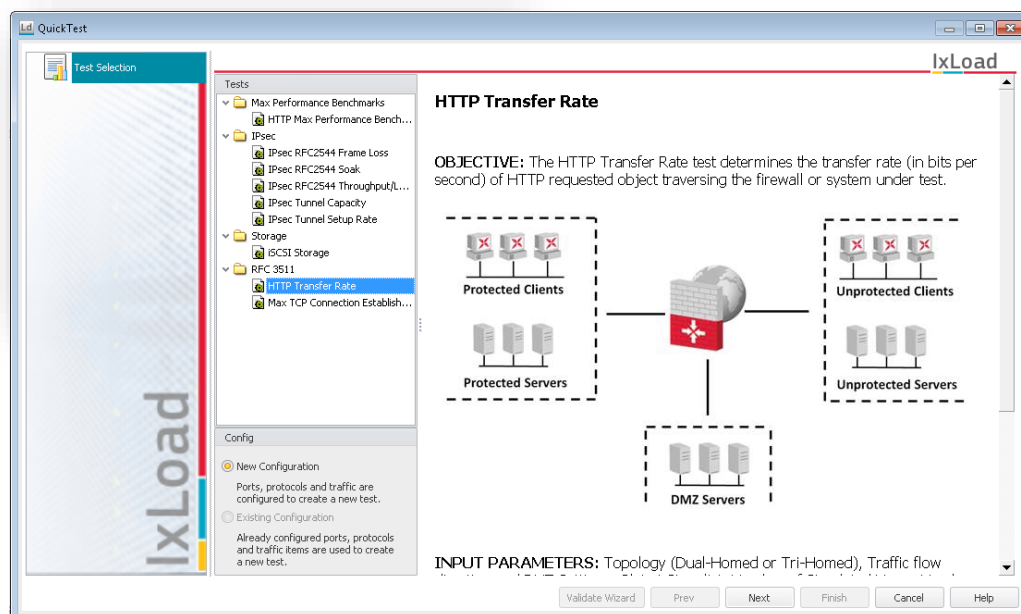 Ld QuickTest
Test Selection
IxLoad
Tests
Max Performance Benchmarks
HTTP Max Performance Bench...
IPsec
IPsec RFC2544 Frame Loss
IPsec RFC2544 Soak
IPsec RFC2544 Throughput/L...
IPsec Tunnel Capacity
IPsec Tunnel Setup Rate
Storage
iSCSI Storage
RFC 3511
HTTP Transfer Rate
Max TCP Connection Establish...
Config
New Configuration
Ports, protocols and traffic are
configured to create a new test.
Existing Configuration
Already configured ports, protocols
and traffic items are used to create
a new test.
IxLoad
HTTP Transfer Rate
OBJECTIVE: The HTTP Transfer Rate test determines the transfer rate (in bits per
second) of HTTP requested object traversing the firewall or system under test.
Protected Clients
Unprotected Clients
Protected Servers
Unprotected Servers
DMZ Servers
INPUT PARAMETERS: Topology (Dual-Homed or Tri-Homed), Traffic flow
Validate Wizard
Prev
Next
Finish
Cancel
Help